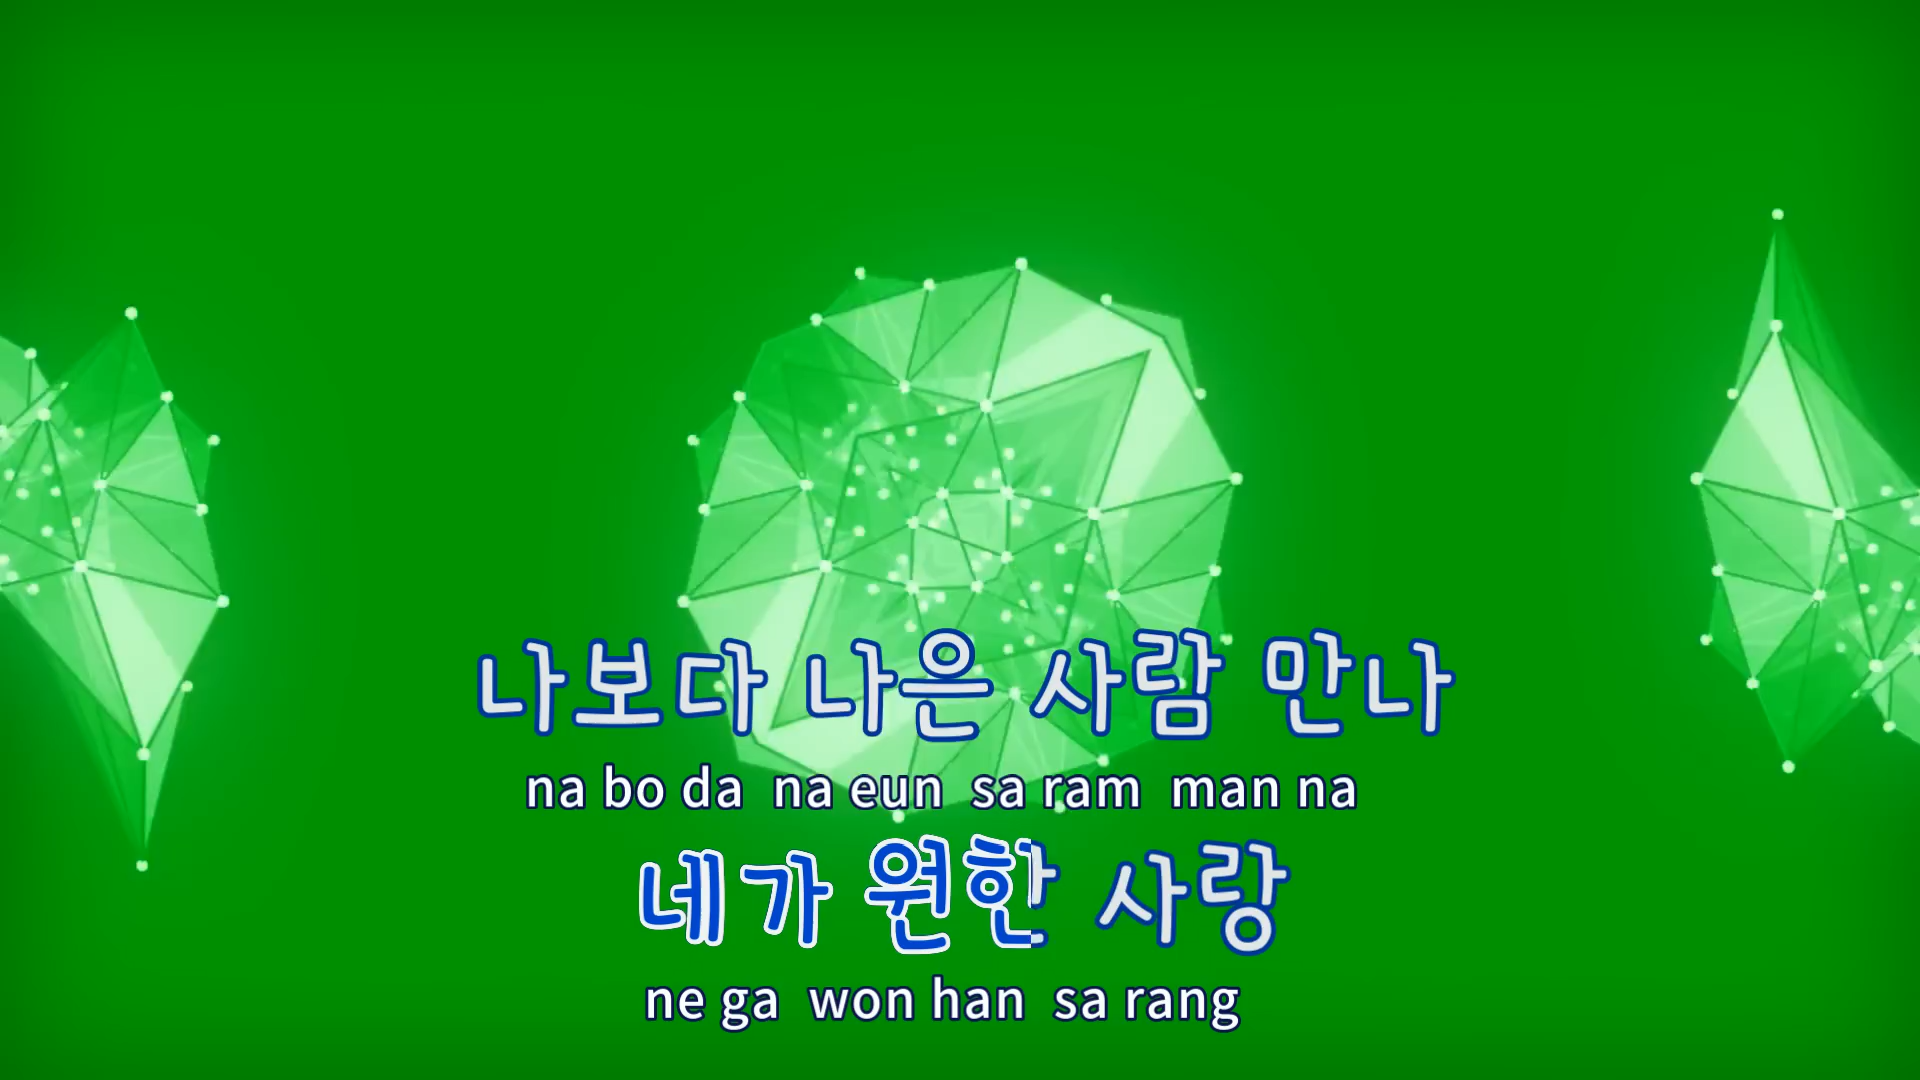 나보다 나은 사람 만나
na bo da na eun sa ram man na
네가 원한 사랑
ne ga won han sa rang